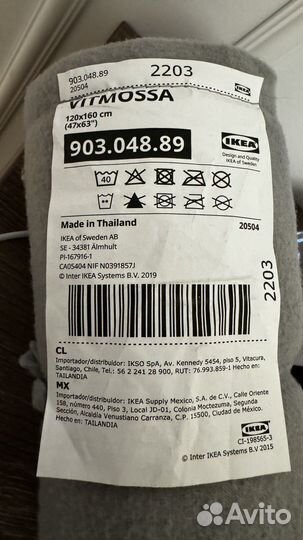 903.048.89
20504
2203
VITMOSSA
120x160 cm
(47x63")
903.048.89
IKEA
Design and Quality
IKEA of Sweden
40
Made in Thailand
20504
IKEA of Sweden AB
SE - 34381 Älmhult
PI-167916-1
CA05404 NIF N0391857J
© Inter IKEA Systems B.V. 2019
2203
CL
Importador/distribuidor: IKSO SpA, Av. Kennedy 5454, piso 5, Vitacura,
Santiago, Chile, Tel.: 56 2 241 28 900, RUT: 76.993.859-1 Hecho en:
TAILANDIA
MX
Importador/distribuidor: IKEA Supply Mexico, S.A. de C.V., Calle Oriente
158, número 440, Piso 3, Local JD-01, Colonia Moctezuma, Segunda
Sección, Alcaldía Venustiano Carranza, C.P. 15500, Ciudad de México.
Hecho en: TAILANDIA
IKEA
CI-198565-3
© Inter IKEA Systems B.V 2015
Avito